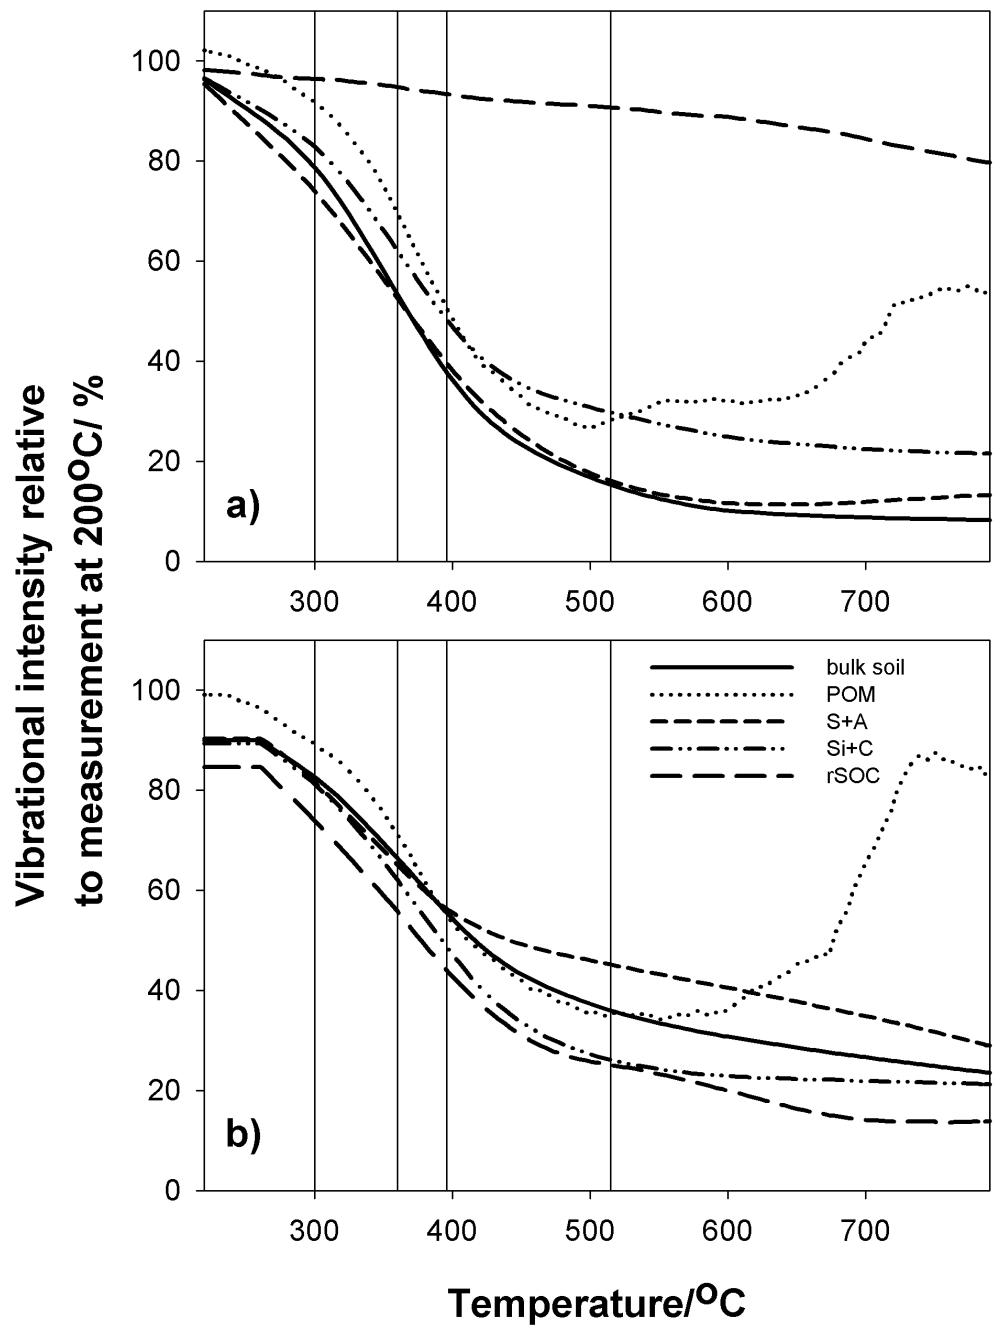 Vibrational intensity relative
to measurement at 200°C/ %
100
80
60
40
20
0
a)
300 400 500 600 700
100
80
60
40
20
0
bulk soil
POM
S+A
Si+C
rSOC
b)
300 400 500 600 700
Temperature/°C